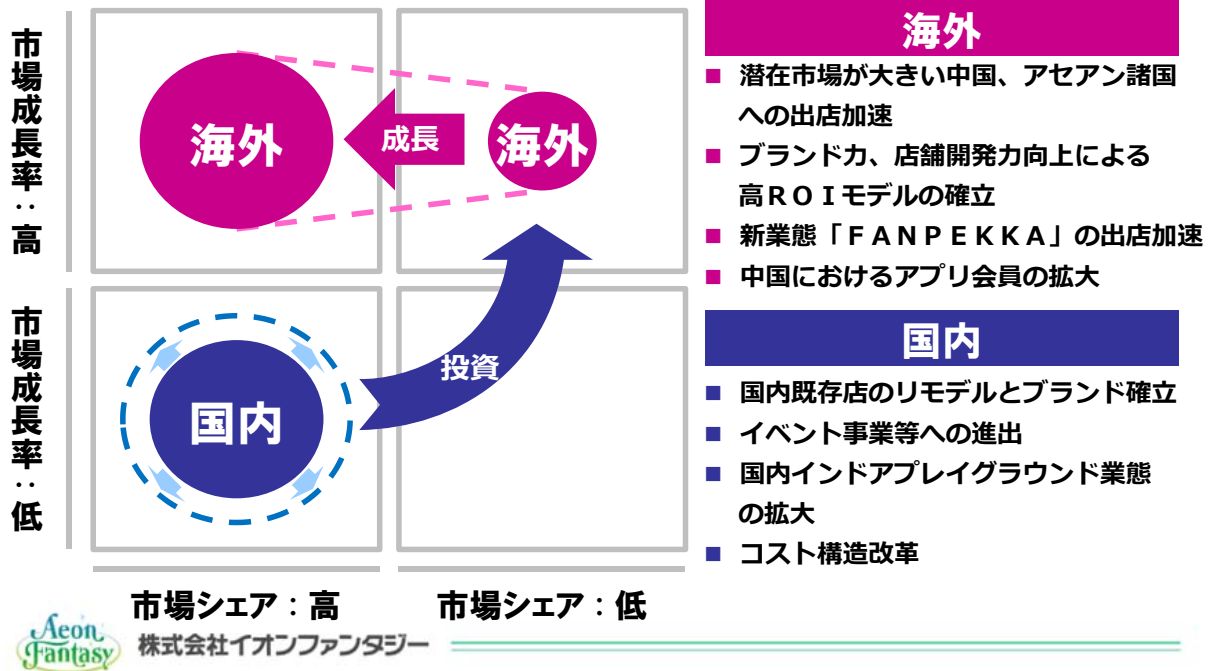 市場成長率：高
海外
成長
海外
市場成長率：低
国内
投資
市場シェア：高
市場シェア：低
海外
■ 潜在市場が大きい中国、アセアン諸国
への出店加速
■ ブランド力、店舗開発力向上による
高ＲＯＩモデルの確立
■ 新業態「ＦＡＮＰＥＫＫＡ」の出店加速
■ 中国におけるアプリ会員の拡大
国内
■ 国内既存店のリモデルとブランド確立
■ イベント事業等への進出
■ 国内インドアプレイグラウンド業態
の拡大
■ コスト構造改革
Aeon
Fantasy
株式会社イオンファンタジー